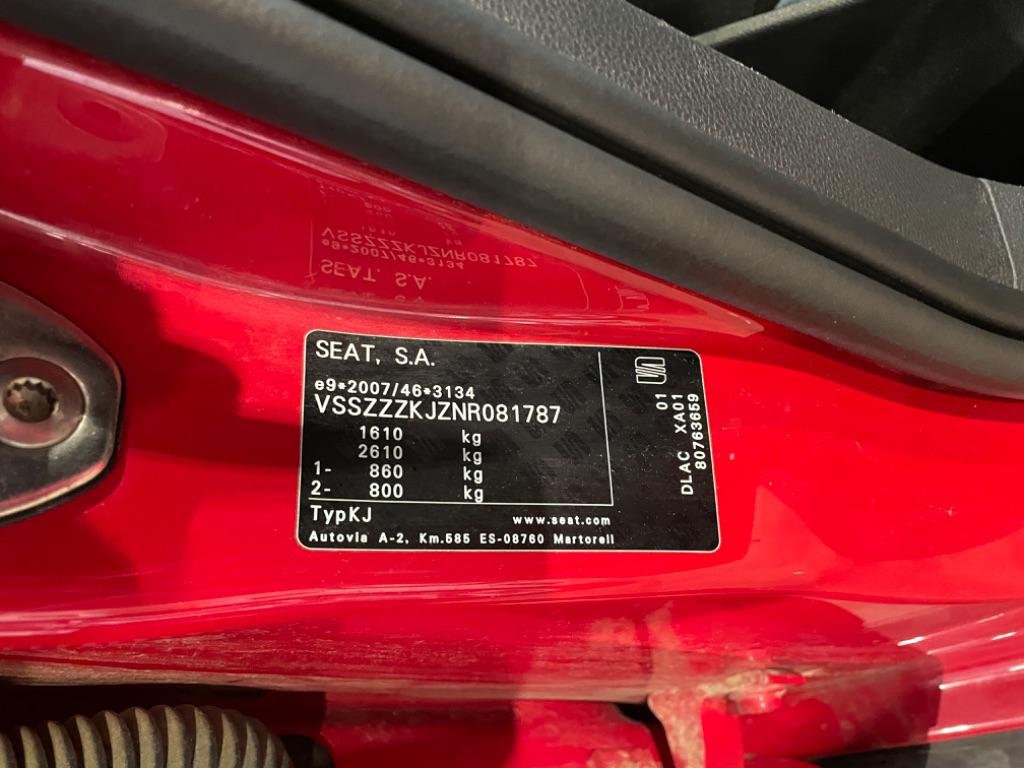 SEAT, S.A.
e9*2007/46*3134
VSSZZZKJZNR081787
1610 kg
2610 kg
1- 860 kg
2- 800 kg
TypKJ www.seat.com
Autovia A-2, Km.585 ES-08760 Martorell
01
DLAC XA01
80763659